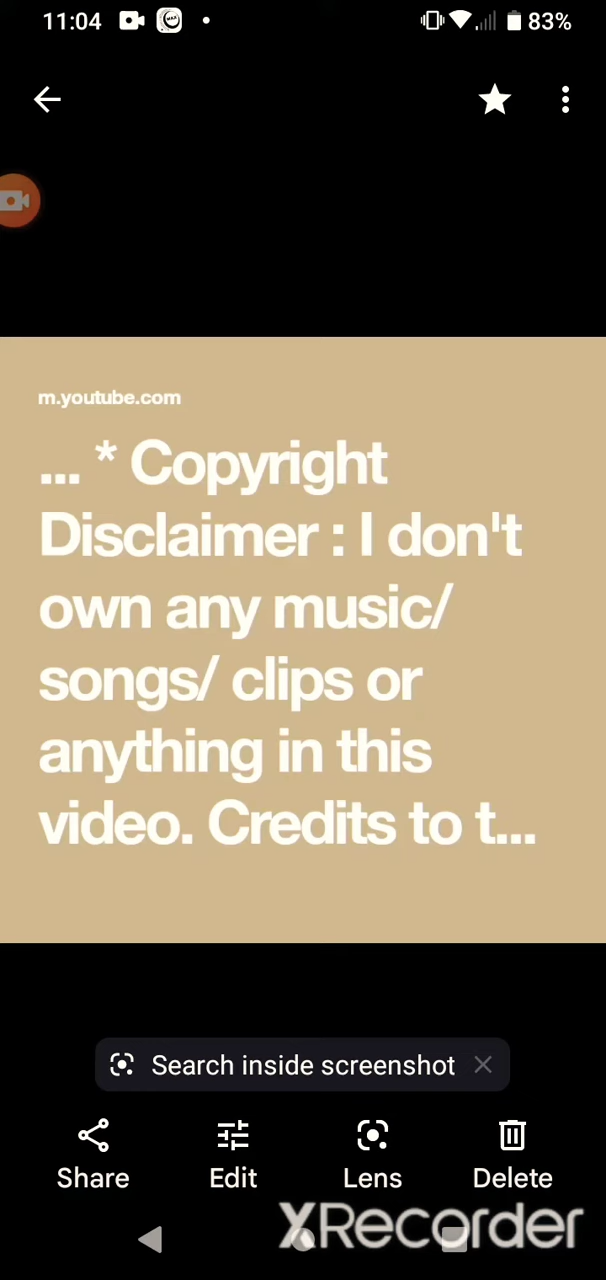 11:04 83%
m.youtube.com
... * Copyright
Disclaimer : I don't
own any music/
songs/ clips or
anything in this
video. Credits to t...
Search inside screenshot
Share Edit Lens Delete
XRecorder